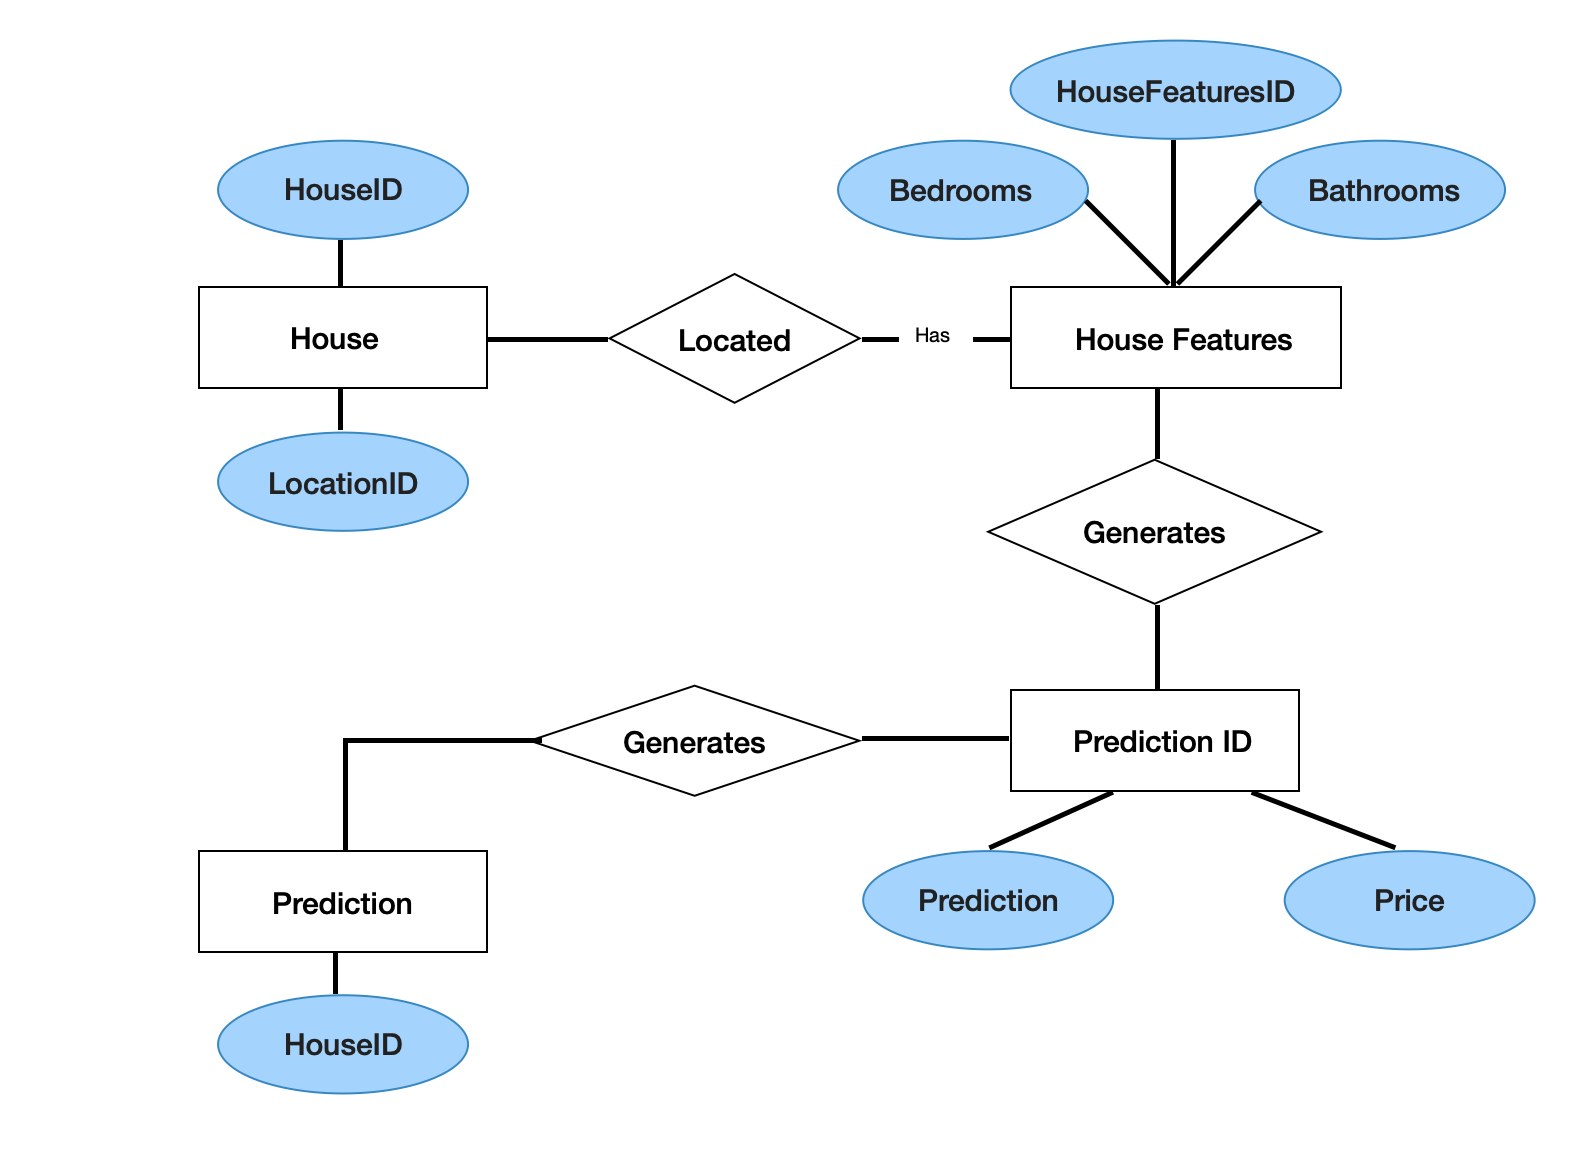 HouseFeaturesID
HouseID
Bedrooms
Bathrooms
House
Located
Has
House Features
LocationID
Generates
Generates
Prediction ID
Prediction
Prediction
Price
HouseID